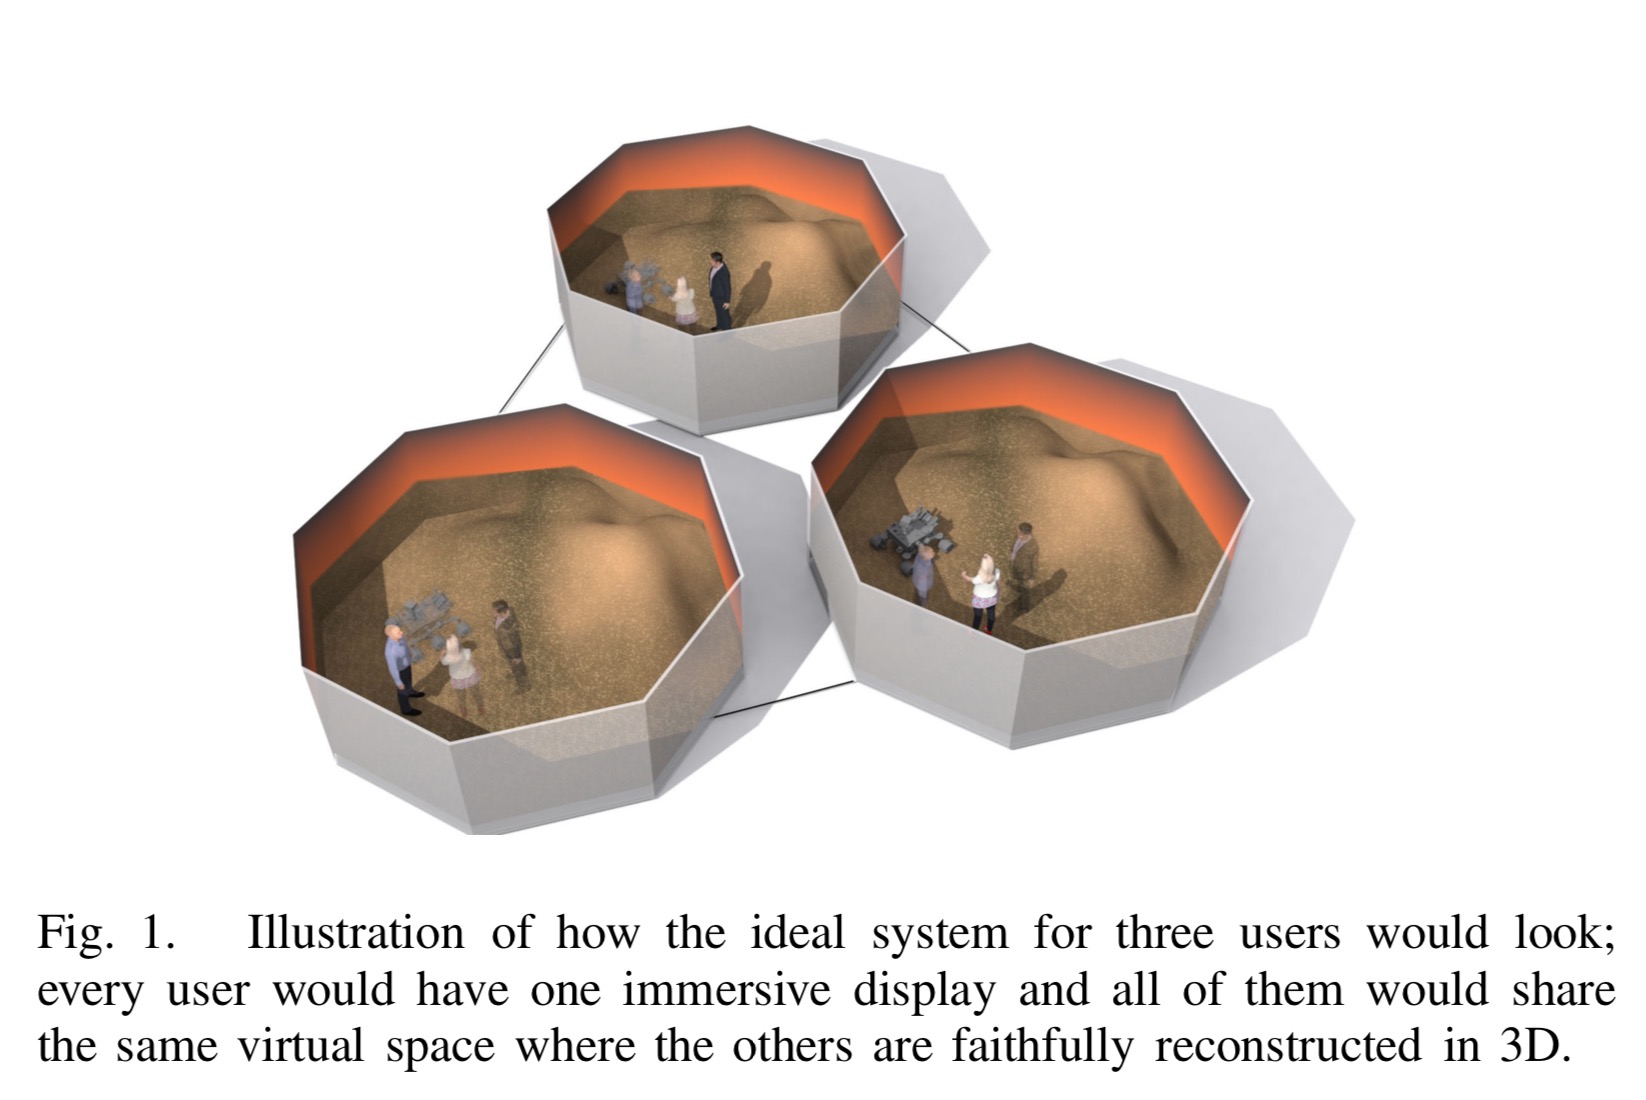 Fig. 1. Illustration of how the ideal system for three users would look;
every user would have one immersive display and all of them would share
the same virtual space where the others are faithfully reconstructed in 3D.